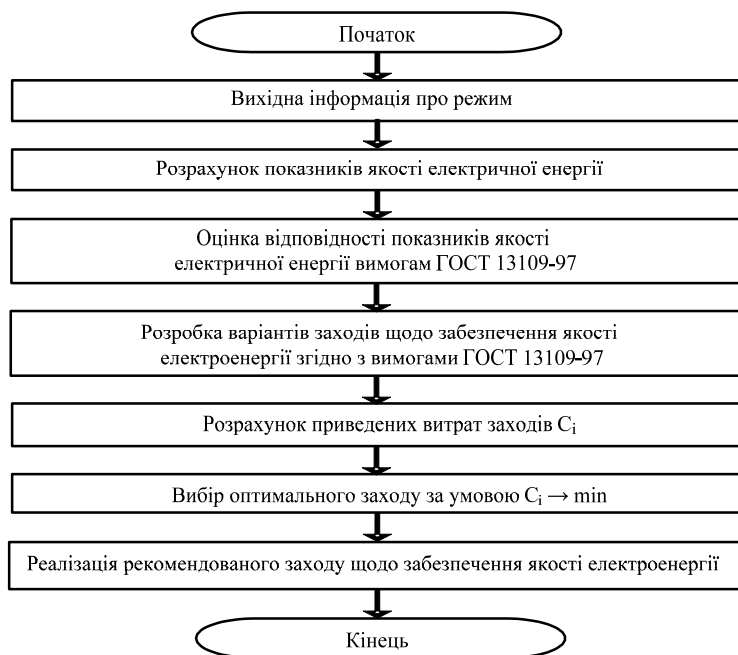 Початок
Вихідна інформація про режим
Розрахунок показників якості електричної енергії
Оцінка відповідності показників якості
електричної енергії вимогам ГОСТ 13109-97
Розробка варіантів заходів щодо забезпечення якості
електроенергії згідно з вимогами ГОСТ 13109-97
Розрахунок приведених витрат заходів Cᵢ
Вибір оптимального заходу за умовою Cᵢ → min
Реалізація рекомендованого заходу щодо забезпечення якості електроенергії
Кінець